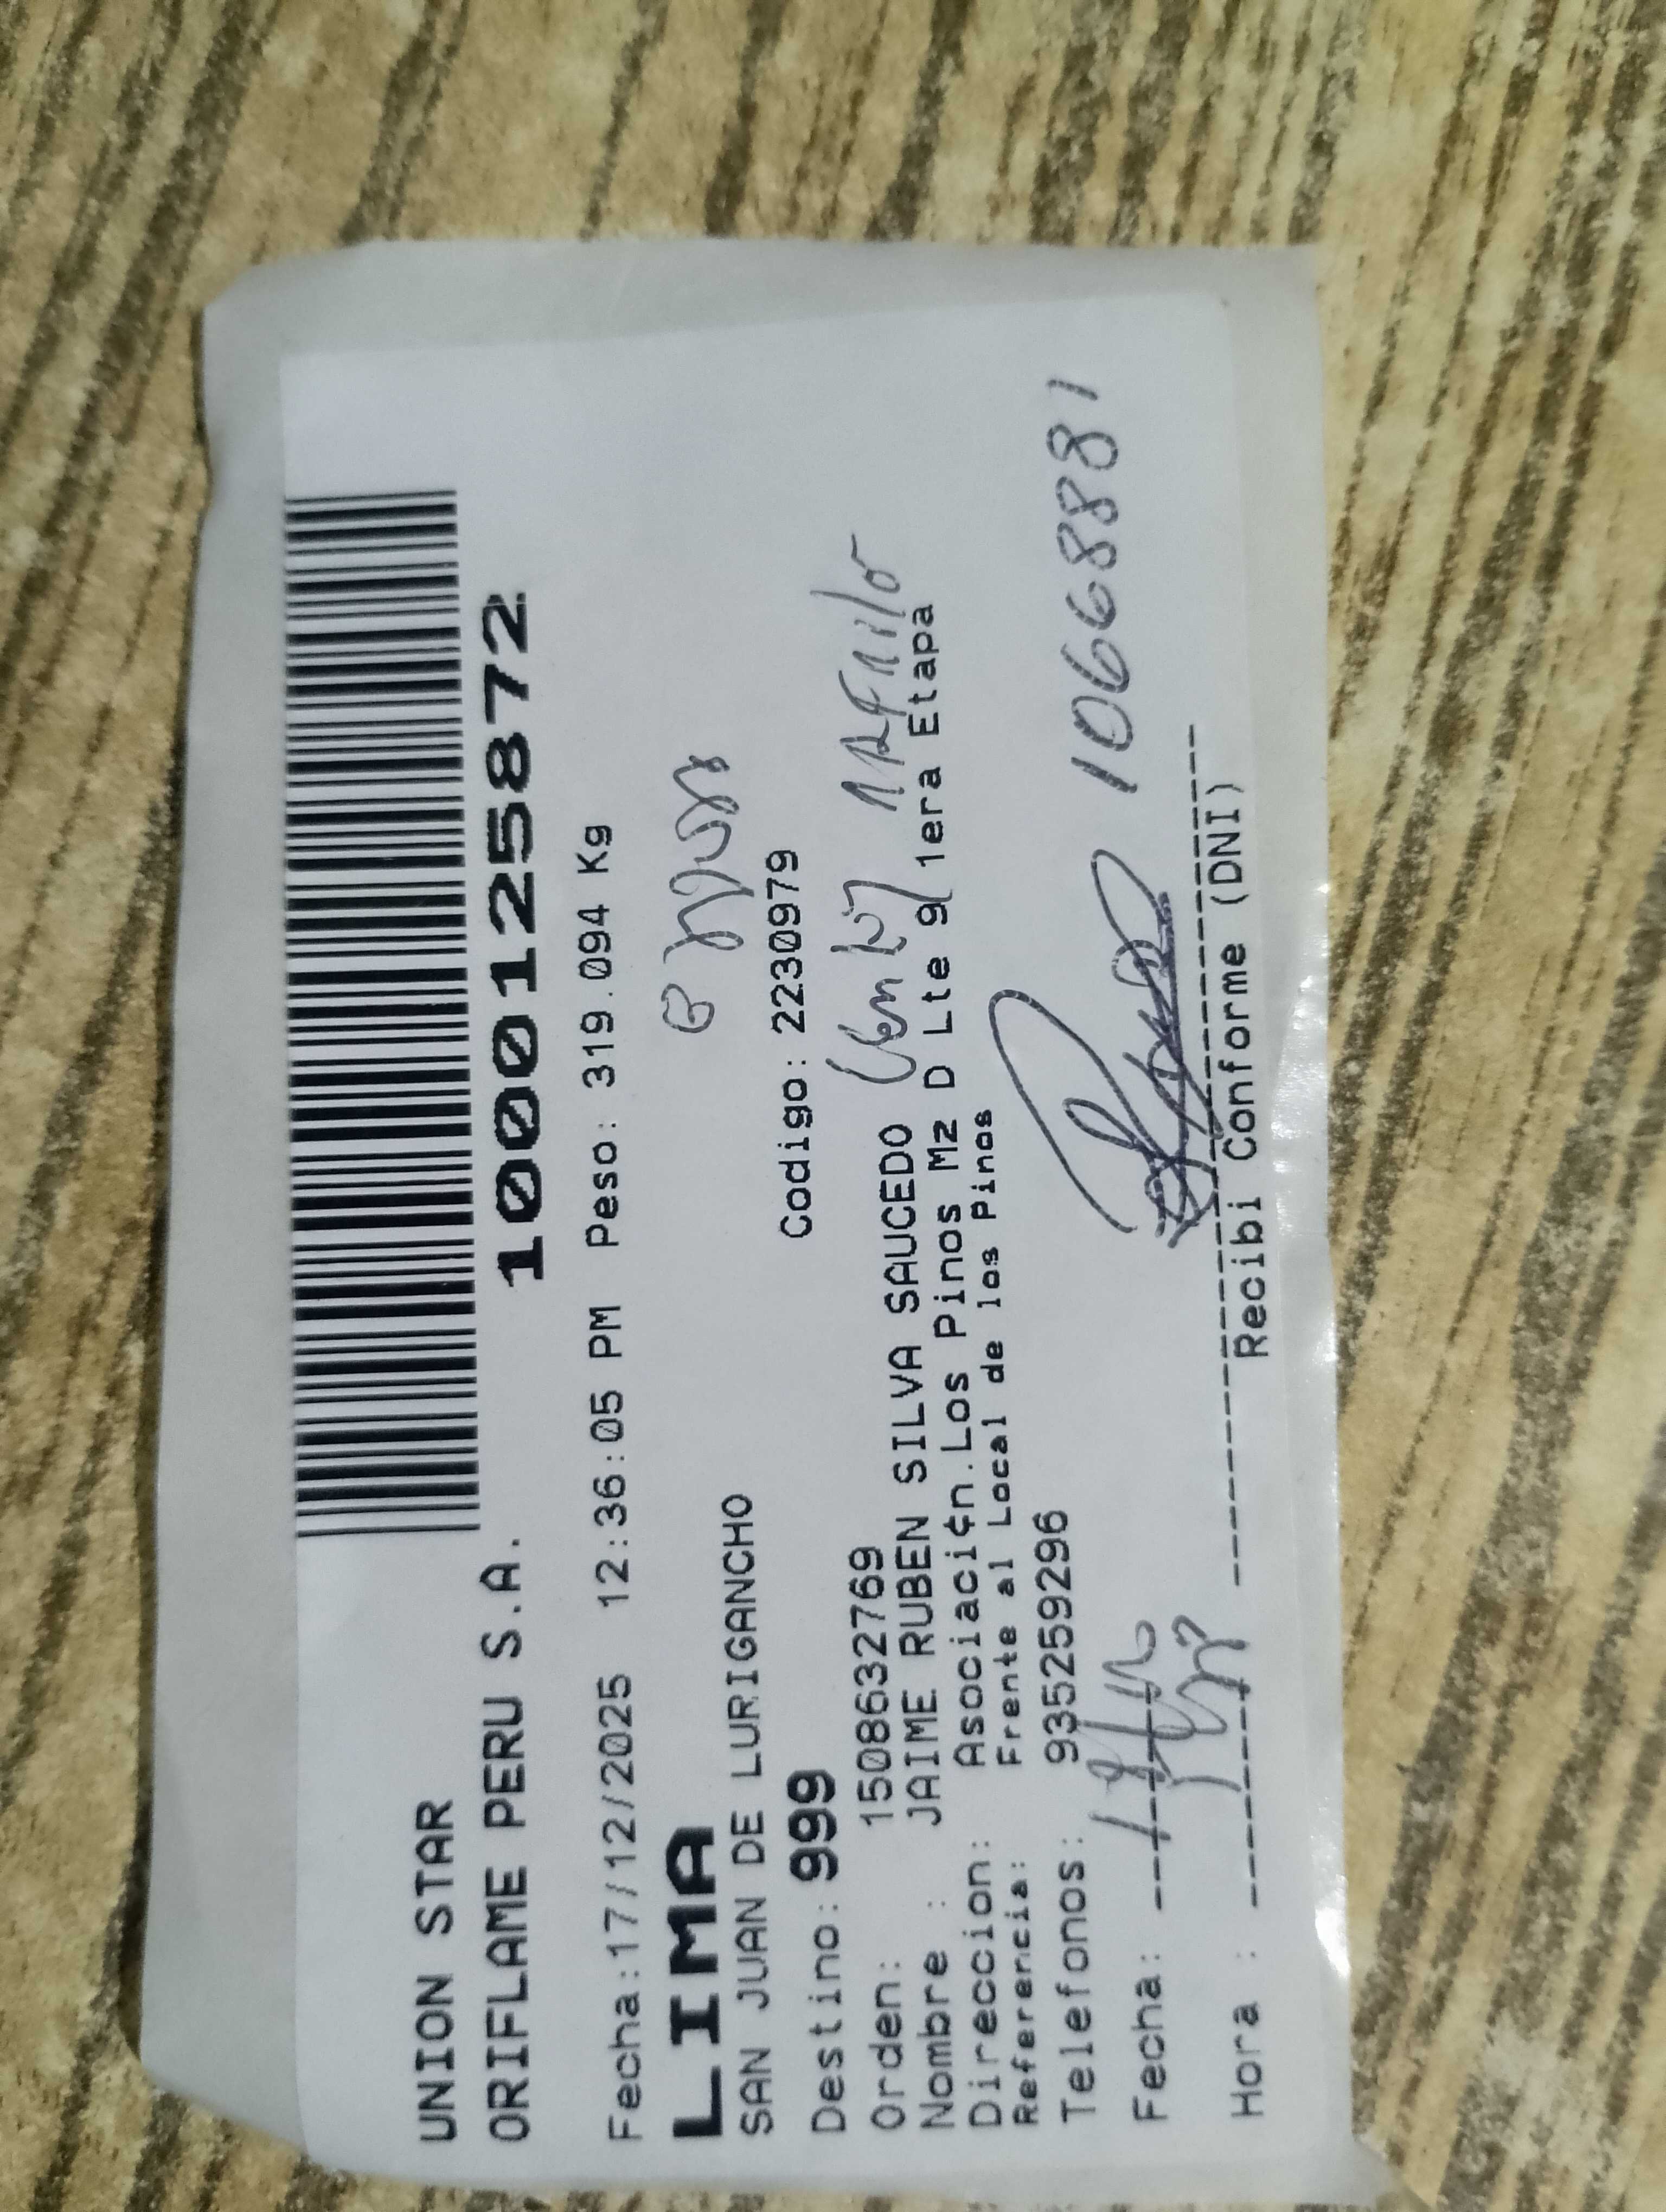 UNION STAR
ORIFLAME PERU S.A.
1000125872
Fecha:17/12/2025 12:36:05 PM Peso: 319.094 Kg
LIMA
SAN JUAN DE LURIGANCHO
Destino: 999 Codigo: 2230979
Orden: 15086632769
Nombre : JAIME RUBEN SILVA SAUCEDO
Direccion: Asociaci¢n.Los Pinos Mz D Lte 9 1era Etapa
Referencia: Frente al Local de los Pinos
Telefonos: 935259296
Fecha:
10668881
Hora :
Recibi Conforme (DNI)